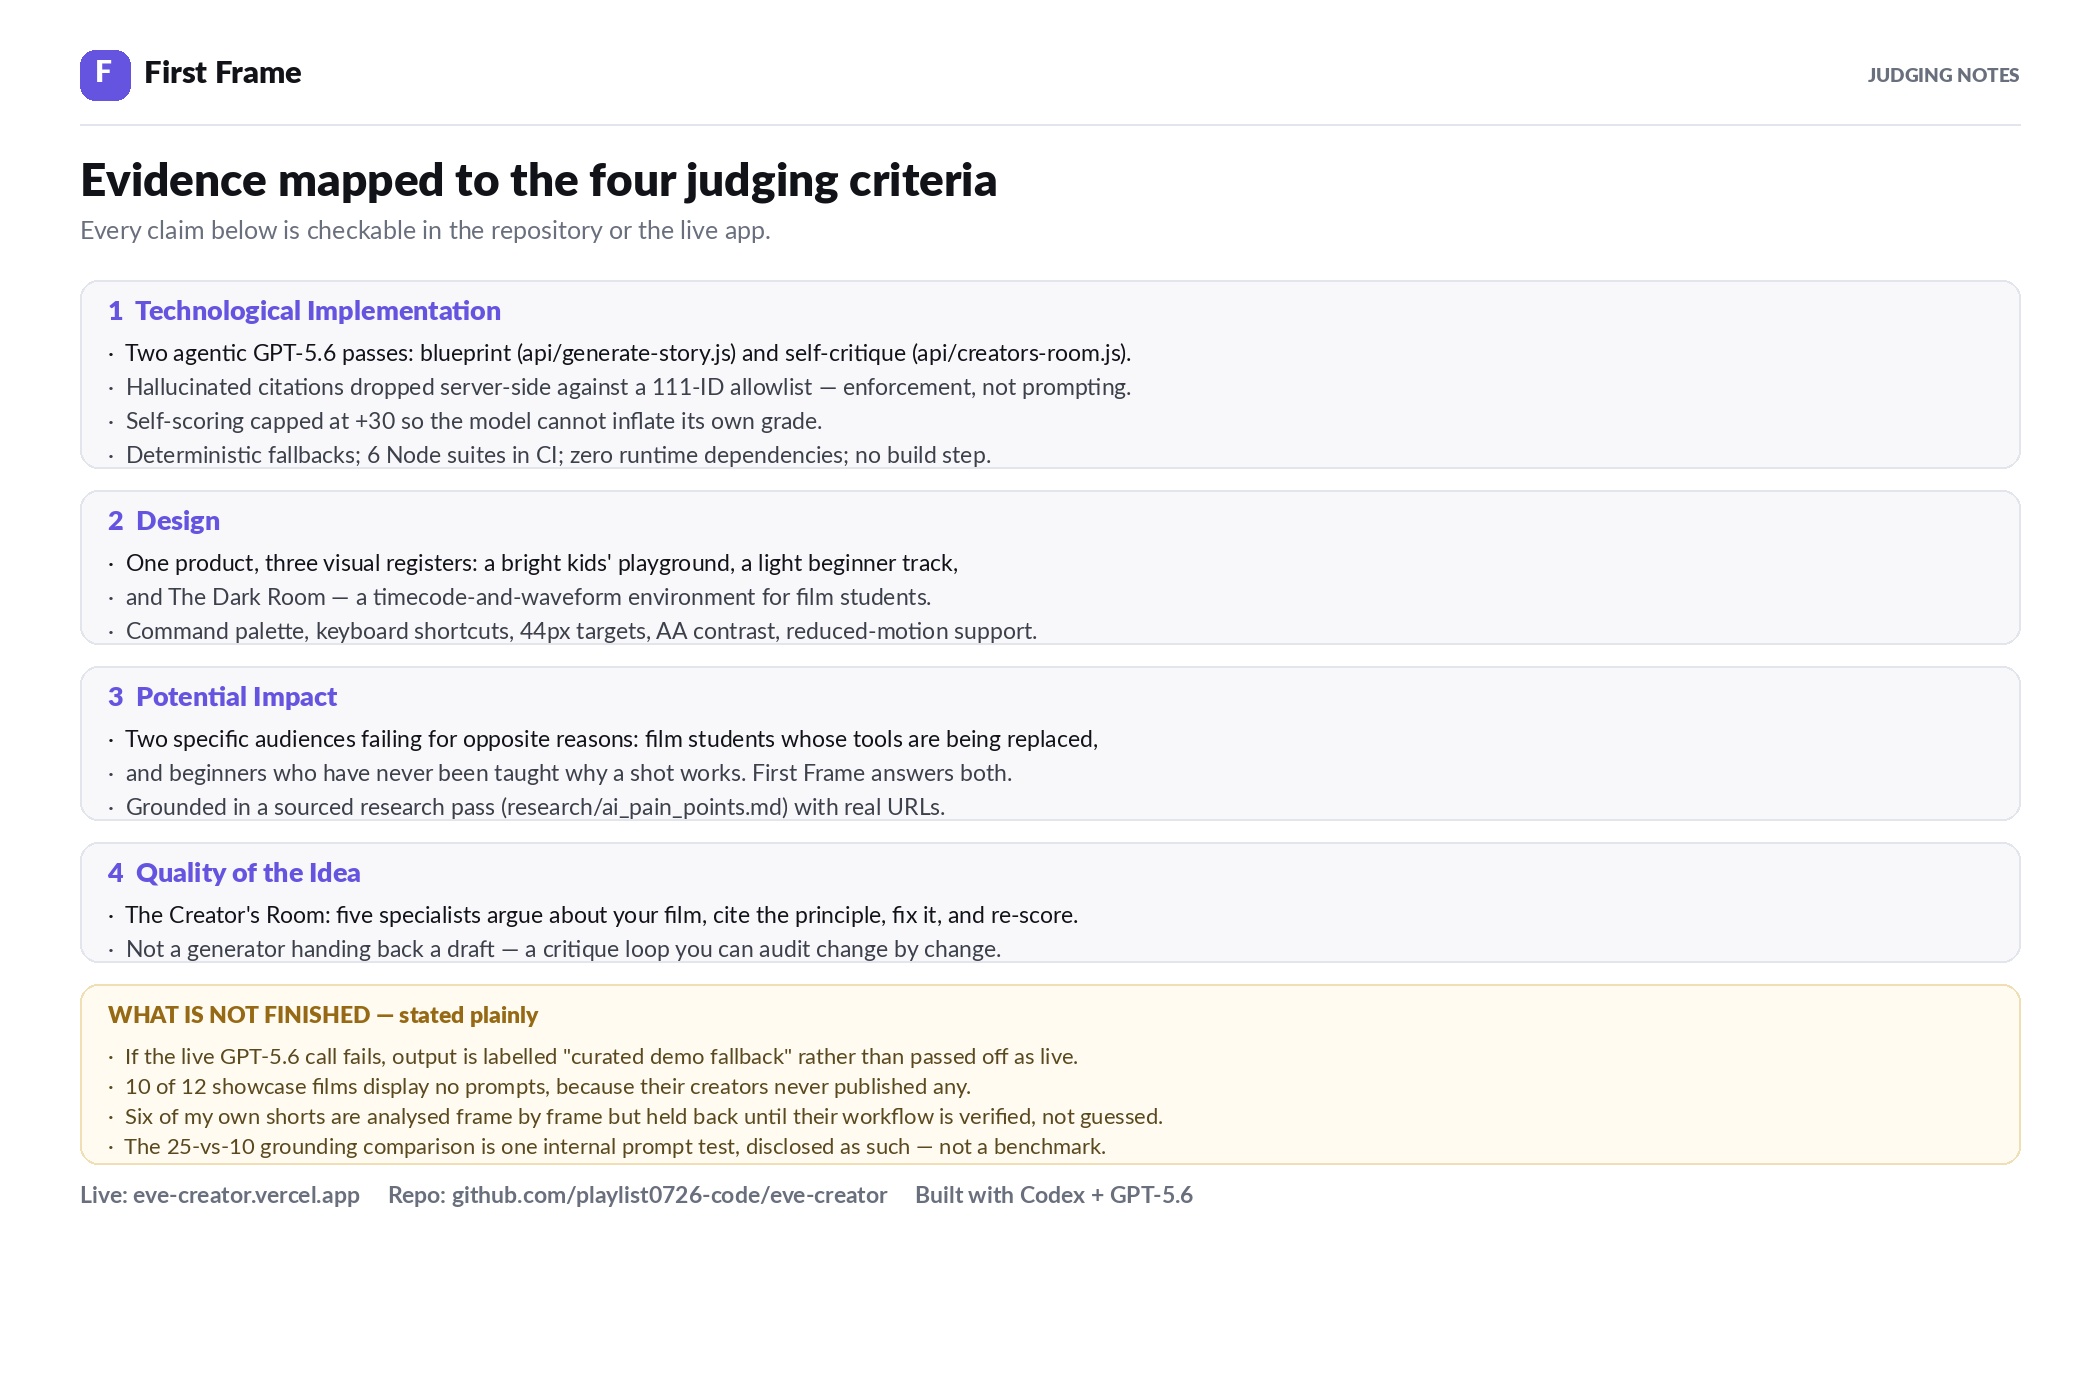 F First Frame
JUDGING NOTES
Evidence mapped to the four judging criteria
Every claim below is checkable in the repository or the live app.
1 Technological Implementation
· Two agentic GPT-5.6 passes: blueprint (api/generate-story.js) and self-critique (api/creators-room.js).
· Hallucinated citations dropped server-side against a 111-ID allowlist — enforcement, not prompting.
· Self-scoring capped at +30 so the model cannot inflate its own grade.
· Deterministic fallbacks; 6 Node suites in CI; zero runtime dependencies; no build step.
2 Design
· One product, three visual registers: a bright kids' playground, a light beginner track,
· and The Dark Room — a timecode-and-waveform environment for film students.
· Command palette, keyboard shortcuts, 44px targets, AA contrast, reduced-motion support.
3 Potential Impact
· Two specific audiences failing for opposite reasons: film students whose tools are being replaced,
· and beginners who have never been taught why a shot works. First Frame answers both.
· Grounded in a sourced research pass (research/ai_pain_points.md) with real URLs.
4 Quality of the Idea
· The Creator's Room: five specialists argue about your film, cite the principle, fix it, and re-score.
· Not a generator handing back a draft — a critique loop you can audit change by change.
WHAT IS NOT FINISHED — stated plainly
· If the live GPT-5.6 call fails, output is labelled "curated demo fallback" rather than passed off as live.
· 10 of 12 showcase films display no prompts, because their creators never published any.
· Six of my own shorts are analysed frame by frame but held back until their workflow is verified, not guessed.
· The 25-vs-10 grounding comparison is one internal prompt test, disclosed as such — not a benchmark.
Live: eve-creator.vercel.app Repo: github.com/playlist0726-code/eve-creator Built with Codex + GPT-5.6